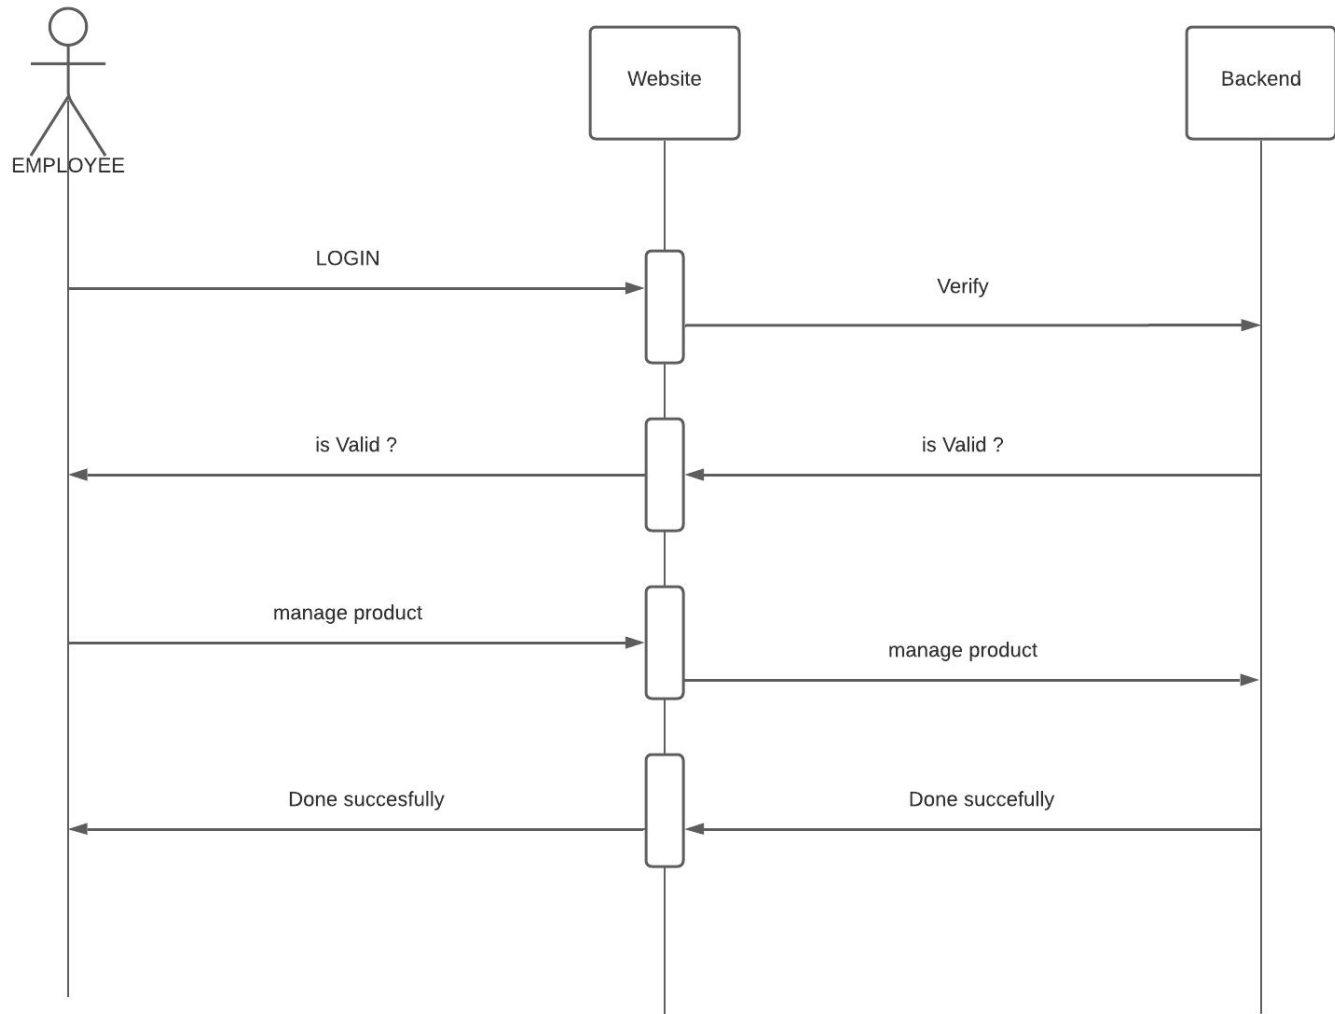 Website
Backend
EMPLOYEE
LOGIN
Verify
is Valid ?
is Valid ?
manage product
manage product
Done succesfully
Done succefully